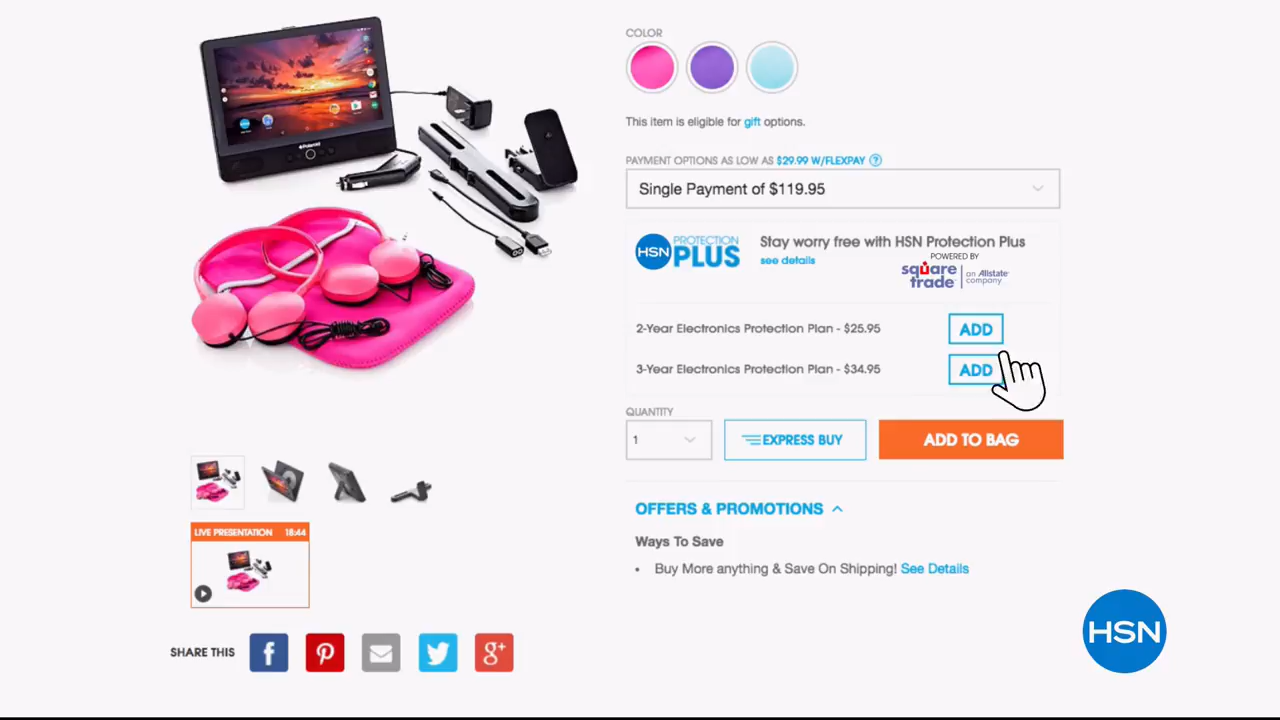 COLOR
This item is eligible for gift options.
PAYMENT OPTIONS AS LOW AS $29.99 W/FLEXPAY ?
Single Payment of $119.95
HSN PROTECTION PLUS
Stay worry free with HSN Protection Plus
see details
POWERED BY
square trade
an Allstate company
2-Year Electronics Protection Plan - $25.95
ADD
3-Year Electronics Protection Plan - $34.95
ADD
QUANTITY
1
EXPRESS BUY
ADD TO BAG
OFFERS & PROMOTIONS
Ways To Save
• Buy More anything & Save On Shipping! See Details
Polaroid
LIVE PRESENTATION 18:44
SHARE THIS
f
g+
HSN